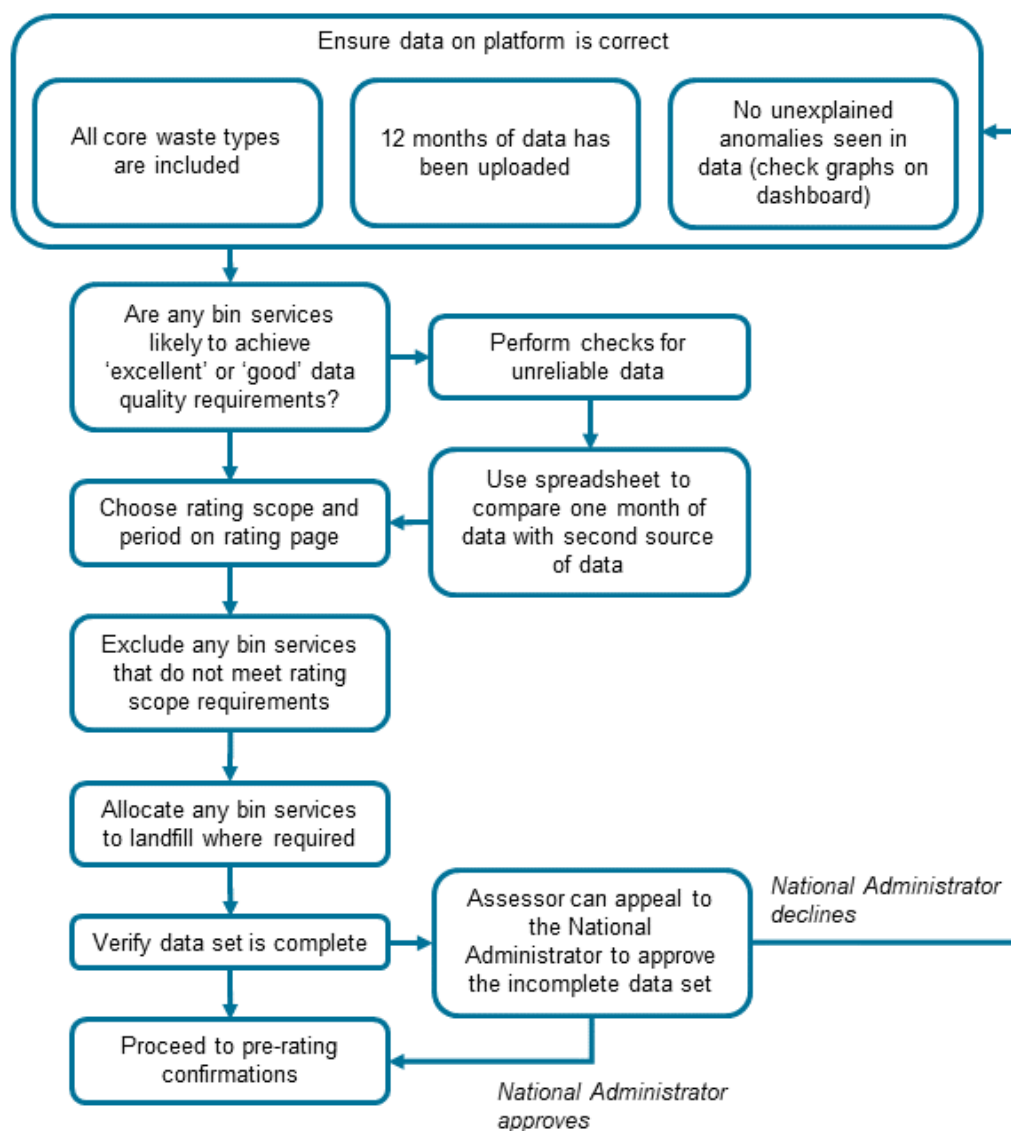 Ensure data on platform is correct
All core waste types
are included
12 months of data has
been uploaded
No unexplained
anomalies seen in
data (check graphs on
dashboard)
Are any bin services
likely to achieve
‘excellent’ or ‘good’ data
quality requirements?
Perform checks for
unreliable data
Use spreadsheet to
compare one month of
data with second source
of data
Choose rating scope and
period on rating page
Exclude any bin services
that do not meet rating
scope requirements
Allocate any bin services
to landfill where required
Verify data set is complete
Assessor can appeal to
the National
Administrator to approve
the incomplete data set
National Administrator
declines
Proceed to pre-rating
confirmations
National Administrator
approves